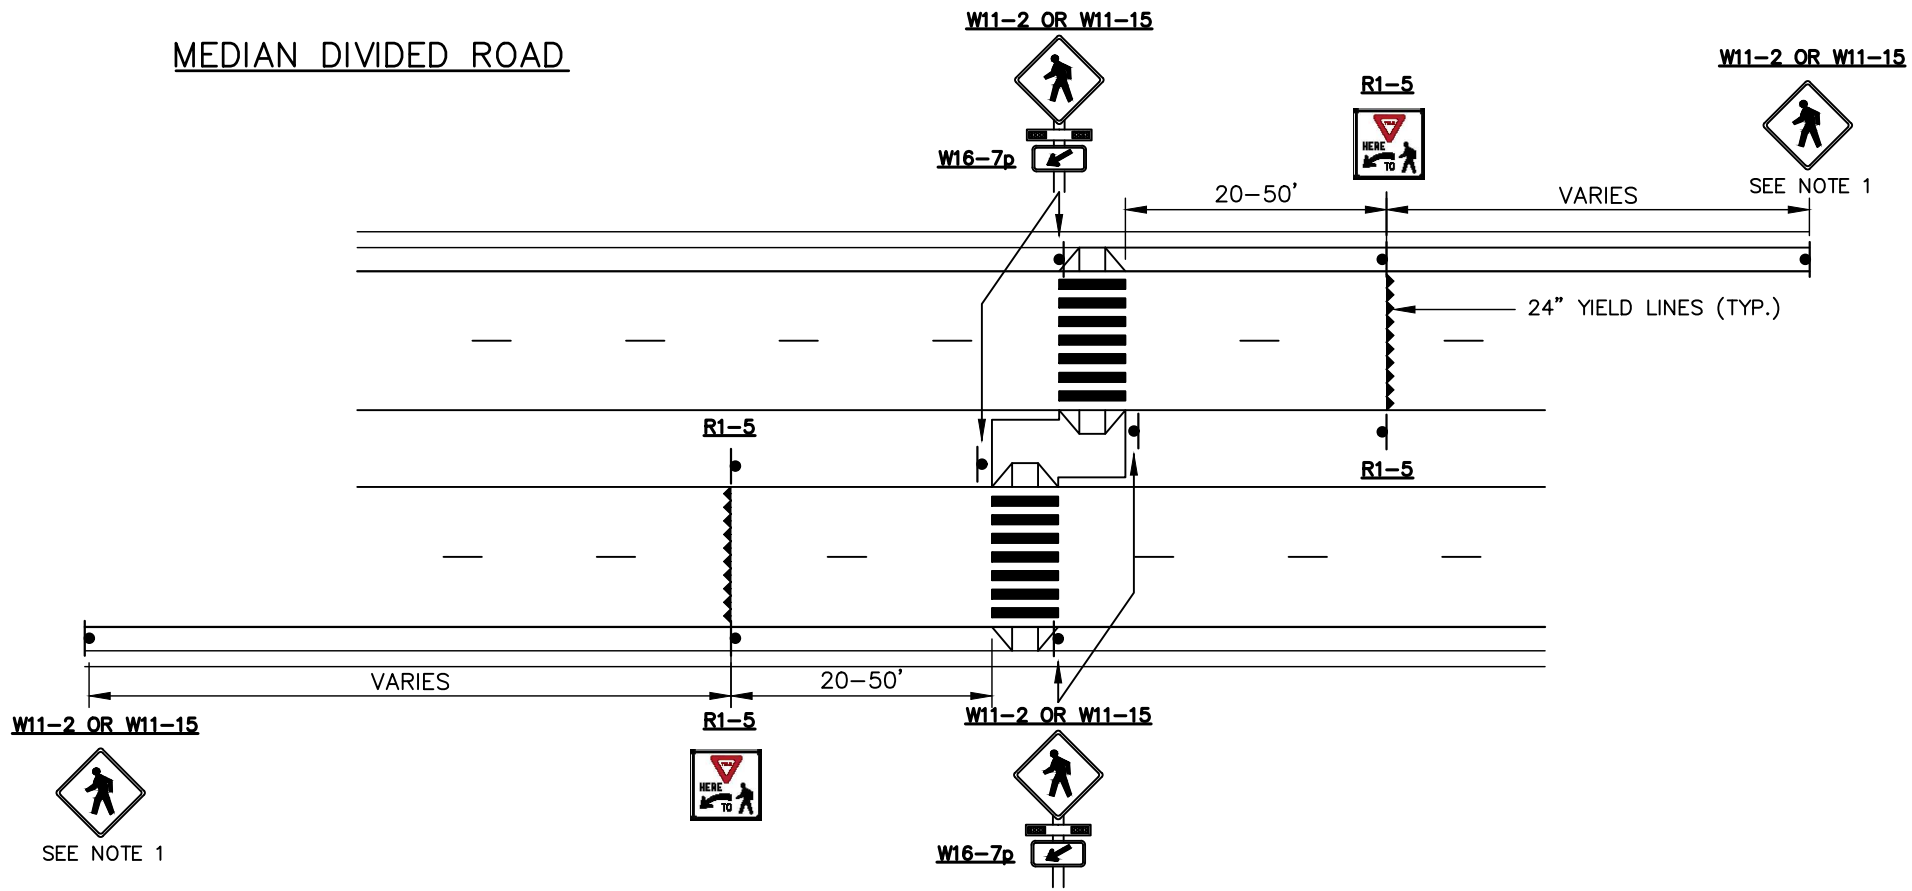 W11-2 OR W11-15
MEDIAN DIVIDED ROAD
W11-2 OR W11-15
R1-5
YIELD
HERE
TO
W16-7p
SEE NOTE 1
20-50'
VARIES
24" YIELD LINES (TYP.)
R1-5
R1-5
VARIES
20-50'
W11-2 OR W11-15
R1-5
W11-2 OR W11-15
YIELD
HERE
TO
SEE NOTE 1
W16-7p